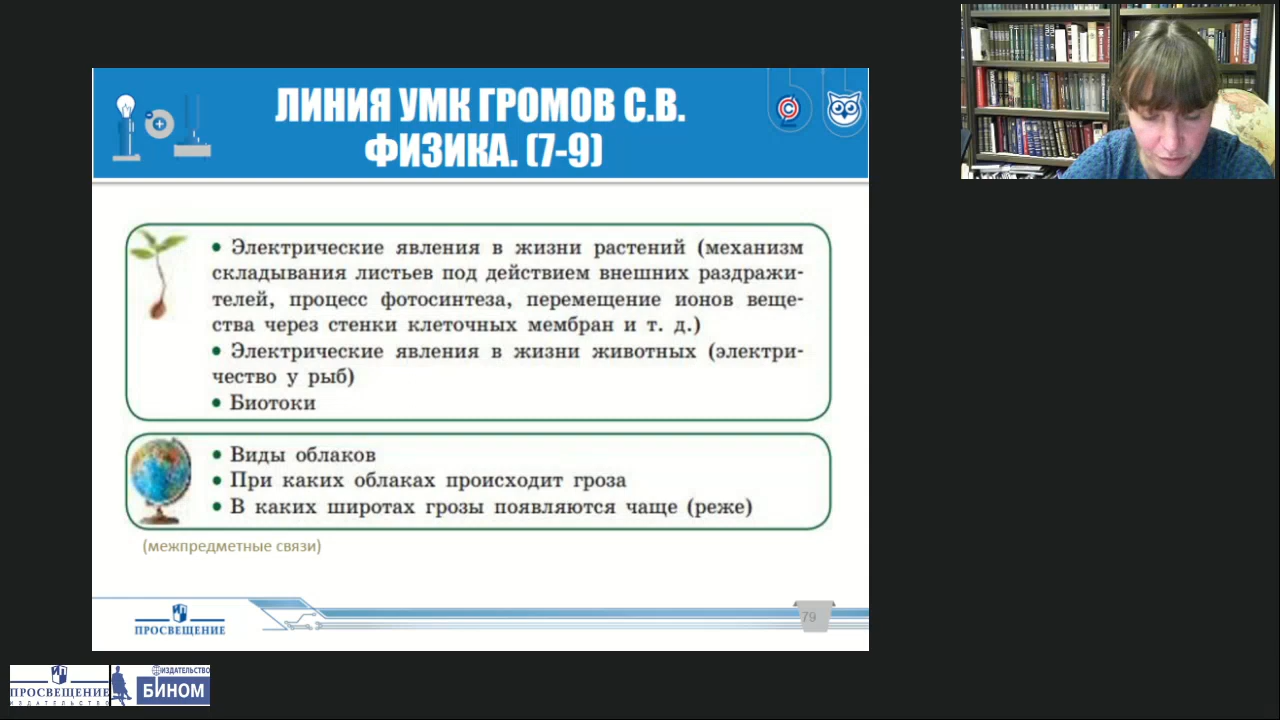 ЛИНИЯ УМК ГРОМОВ С.В.
ФИЗИКА. (7-9)
• Электрические явления в жизни растений (механизм
складывания листьев под действием внешних раздражи-
телей, процесс фотосинтеза, перемещение ионов веще-
ства через стенки клеточных мембран и т. д.)
• Электрические явления в жизни животных (электри-
чество у рыб)
• Биотоки
• Виды облаков
• При каких облаках происходит гроза
• В каких широтах грозы появляются чаще (реже)
(межпредметные связи)
79
ПРОСВЕЩЕНИЕ
ПРОСВЕЩЕНИЕ
ИЗДАТЕЛЬСТВО
ИЗДАТЕЛЬСТВО
БИНОМ